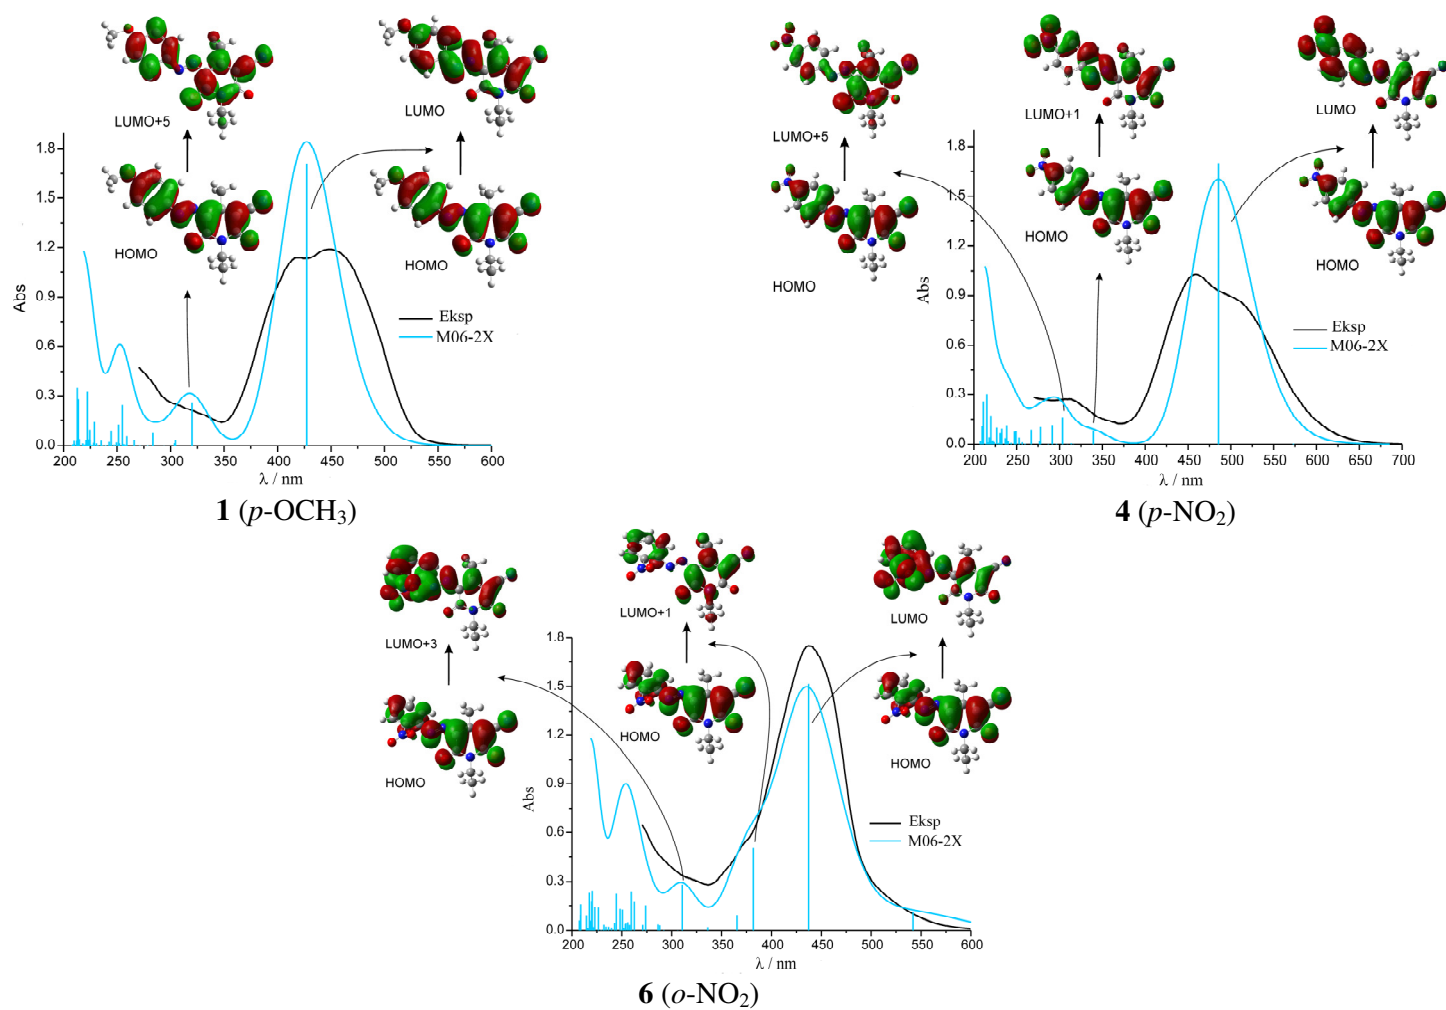 LUMO+5
LUMO
HOMO
HOMO
Abs
1.8
1.5
1.2
0.9
0.6
0.3
0.0
200 250 300 350 400 450 500 550 600
λ / nm
Eksp
M06-2X
1 (p-OCH₃)
LUMO+5
LUMO+1
LUMO
HOMO
HOMO
HOMO
Abs
1.8
1.5
1.2
0.9
0.6
0.3
0.0
200 250 300 350 400 450 500 550 600 650 700
λ / nm
Eksp
M06-2X
4 (p-NO₂)
LUMO+3
LUMO+1
LUMO
HOMO
HOMO
HOMO
Abs
1.8
1.5
1.2
0.9
0.6
0.3
0.0
200 250 300 350 400 450 500 550 600
λ / nm
Eksp
M06-2X
6 (o-NO₂)